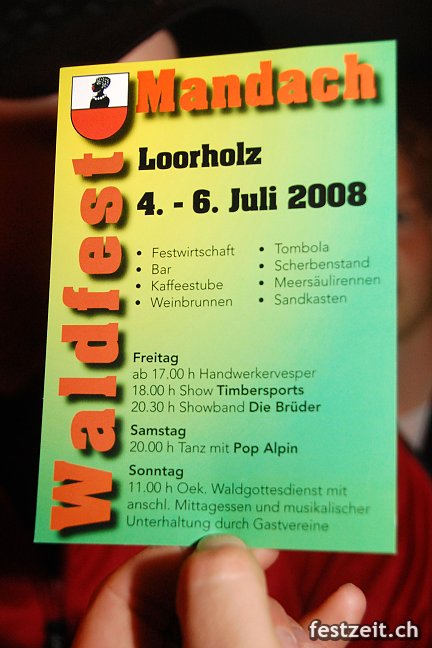 Waldfest
Mandach
Loorholz
4. - 6. Juli 2008
• Festwirtschaft
• Bar
• Kaffeestube
• Weinbrunnen
• Tombola
• Scherbenstand
• Meersäulirennen
• Sandkasten
Freitag
ab 17.00 h Handwerkervesper
18.00 h Show Timbersports
20.30 h Showband Die Brüder
Samstag
20.00 h Tanz mit Pop Alpin
Sonntag
11.00 h Oek. Waldgottesdienst mit
anschl. Mittagessen und musikalischer
Unterhaltung durch Gastvereine
festzeit.ch